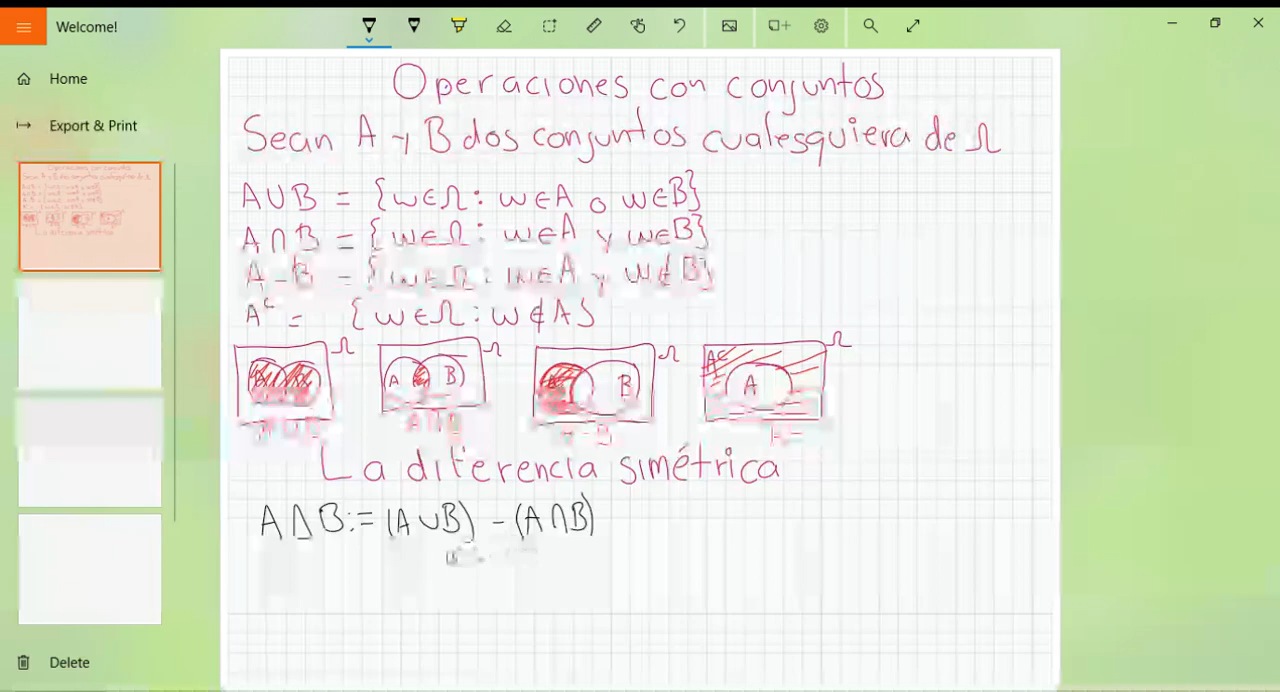 Welcome!
Home
Export & Print
Operaciones con conjuntos
Sean A y B dos conjuntos cualesquiera de Ω
A∪B = {w∈Ω: w∈A o w∈B}
A∩B = {w∈Ω: w∈A y w∈B}
A-B = {w∈Ω: w∈A y w∉B}
Aᶜ = {w∈Ω: w∉A}
Ω Ω Ω Ω
A B B Aᶜ A
A∩B A-B
La diferencia simétrica
A△B:= (A∪B) - (A∩B)
Delete